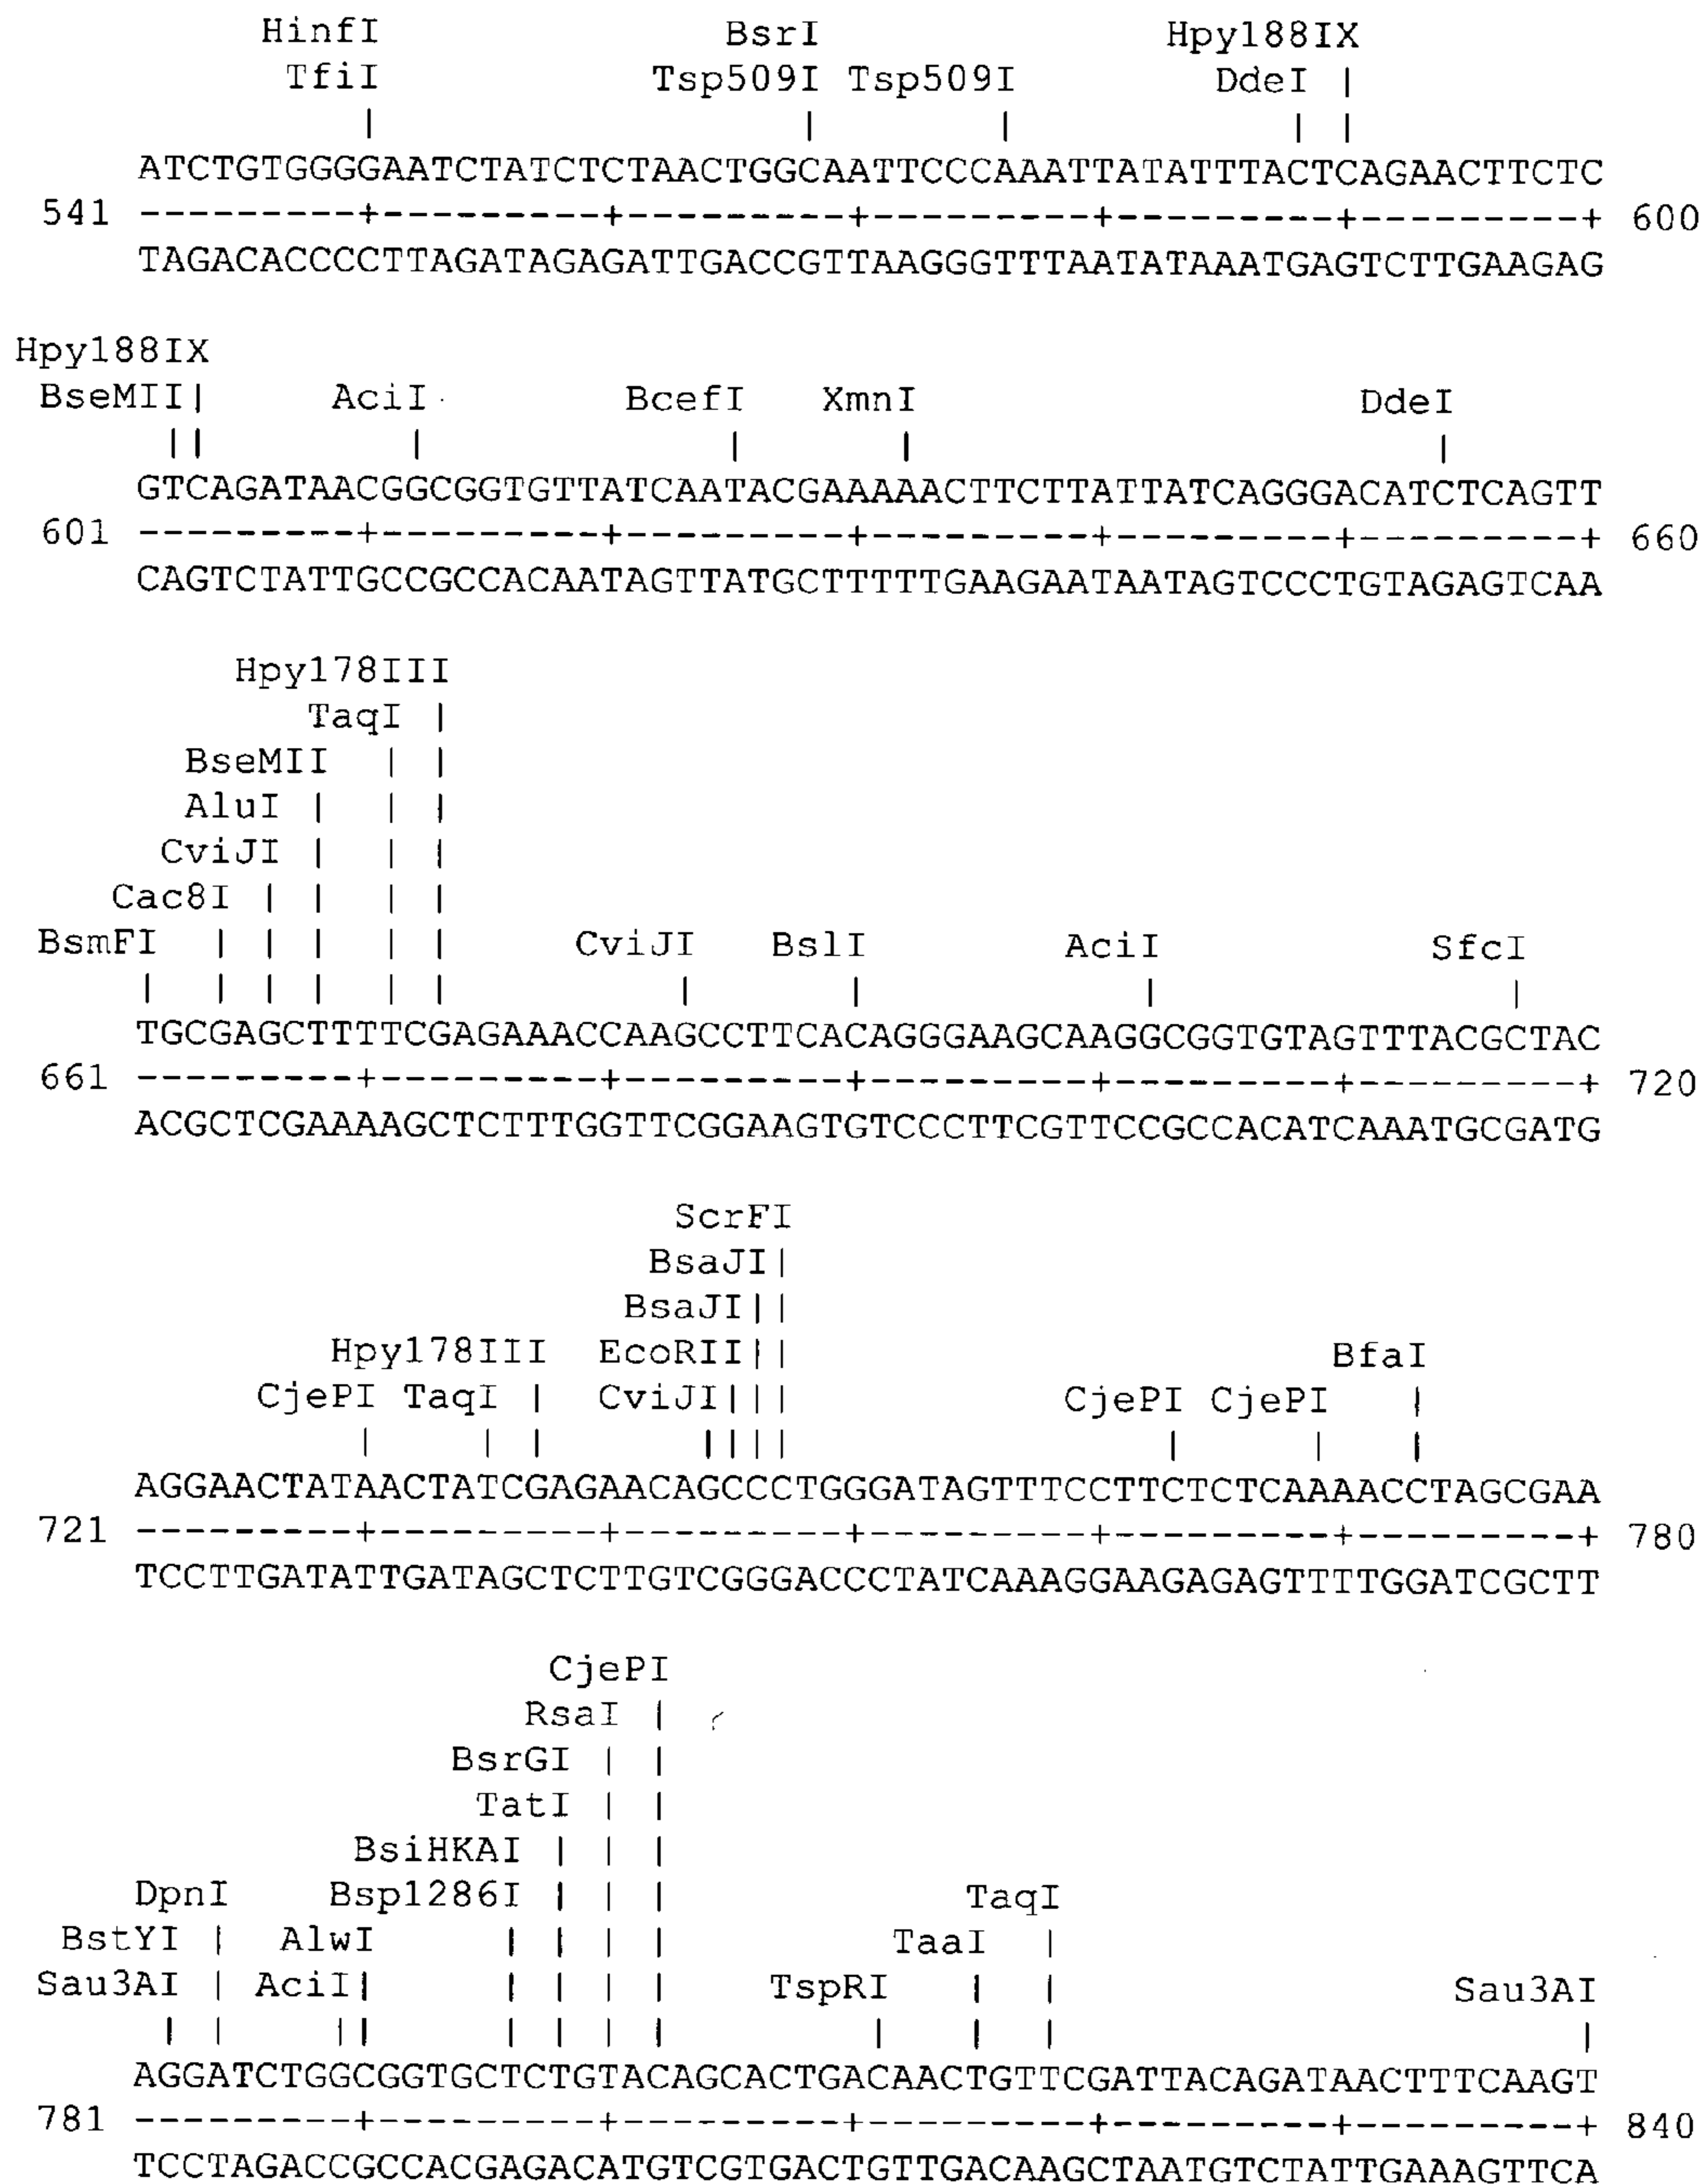 HinfI BsrI Hpy188IX
TfiI Tsp509I Tsp509I DdeI |
| | | | |
ATCTGTGGGGAATCTATCTCTAACTGGCAATTCCCAAATTATATTTACTCAGAACTTCTC
541 ---------+---------+---------+---------+---------+---------+ 600
TAGACACCCCTTAGATAGAGATTGACCGTTAAGGGTTTAATATAAATGAGTCTTGAAGAG
Hpy188IX
BseMII| AciI BcefI XmnI DdeI
|| | | | |
GTCAGATAACGGCGGTGTTATCAATACGAAAAACTTCTTATTATCAGGGACATCTCAGTT
601 ---------+---------+---------+---------+---------+---------+ 660
CAGTCTATTGCCGCCACAATAGTTATGCTTTTTGAAGAATAATAGTCCCTGTAGAGTCAA
Hpy178III
TaqI |
BseMII | |
AluI | | |
CviJI | | |
Cac8I | | | |
BsmFI | | | | | CviJI BslI AciI SfcI
| | | | | | | | | |
TGCGAGCTTTTCGAGAAACCAAGCCTTCACAGGGAAGCAAGGCGGTGTAGTTTACGCTAC
661 ---------+---------+---------+---------+---------+---------+ 720
ACGCTCGAAAAGCTCTTTGGTTCGGAAGTGTCCCTTCGTTCCGCCACATCAAATGCGATG
ScrFI
BsaJI|
BsaJI||
Hpy178III EcoRII|| BfaI
CjePI TaqI | CviJI||| CjePI CjePI |
| | | |||| | | |
AGGAACTATAACTATCGAGAACAGCCCTGGGATAGTTTCCTTCTCTCAAAACCTAGCGAA
721 ---------+---------+---------+---------+---------+---------+ 780
TCCTTGATATTGATAGCTCTTGTCGGGACCCTATCAAAGGAAGAGAGTTTTGGATCGCTT
CjePI
RsaI |
BsrGI | |
TatI | |
BsiHKAI | | |
DpnI Bsp1286I | | | TaqI
BstYI | AlwI | | | | TaaI |
Sau3AI | AciI| | | | | TspRI | | Sau3AI
| | || | | | | | | | |
AGGATCTGGCGGTGCTCTGTACAGCACTGACAACTGTTCGATTACAGATAACTTTCAAGT
781 ---------+---------+---------+---------+---------+---------+ 840
TCCTAGACCGCCACGAGACATGTCGTGACTGTTGACAAGCTAATGTCTATTGAAAGTTCA